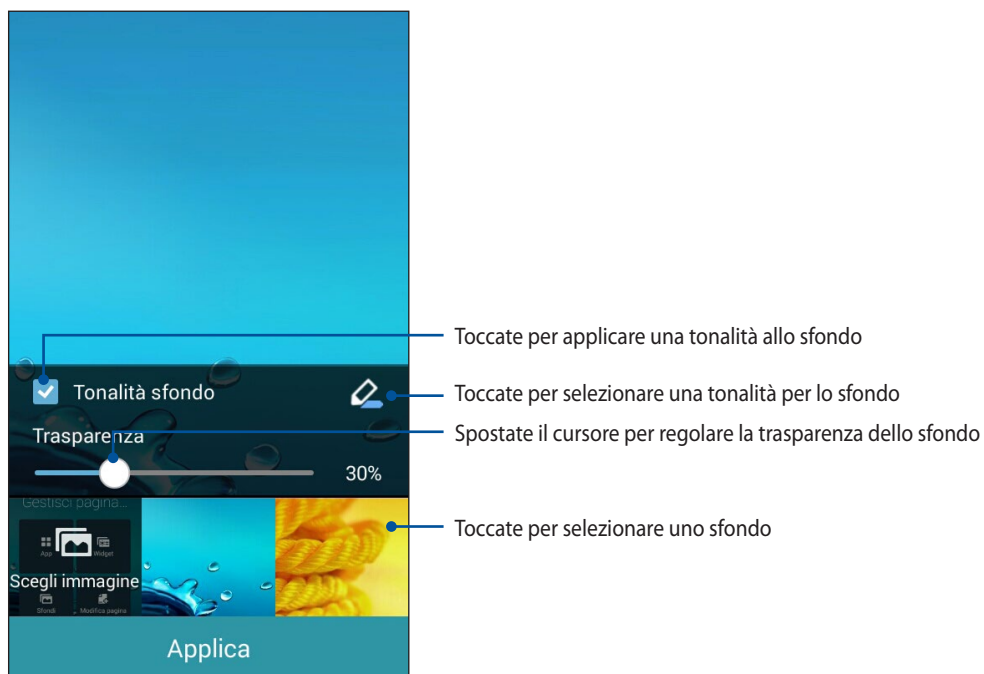 Toccate per applicare una tonalità allo sfondo
Tonalità sfondo
Toccate per selezionare una tonalità per lo sfondo
Trasparenza
Spostate il cursore per regolare la trasparenza dello sfondo
30%
Gestisci pagina...
App
Widget
Toccate per selezionare uno sfondo
Scegli immagine
Sfondi
Modifica pagina
Applica